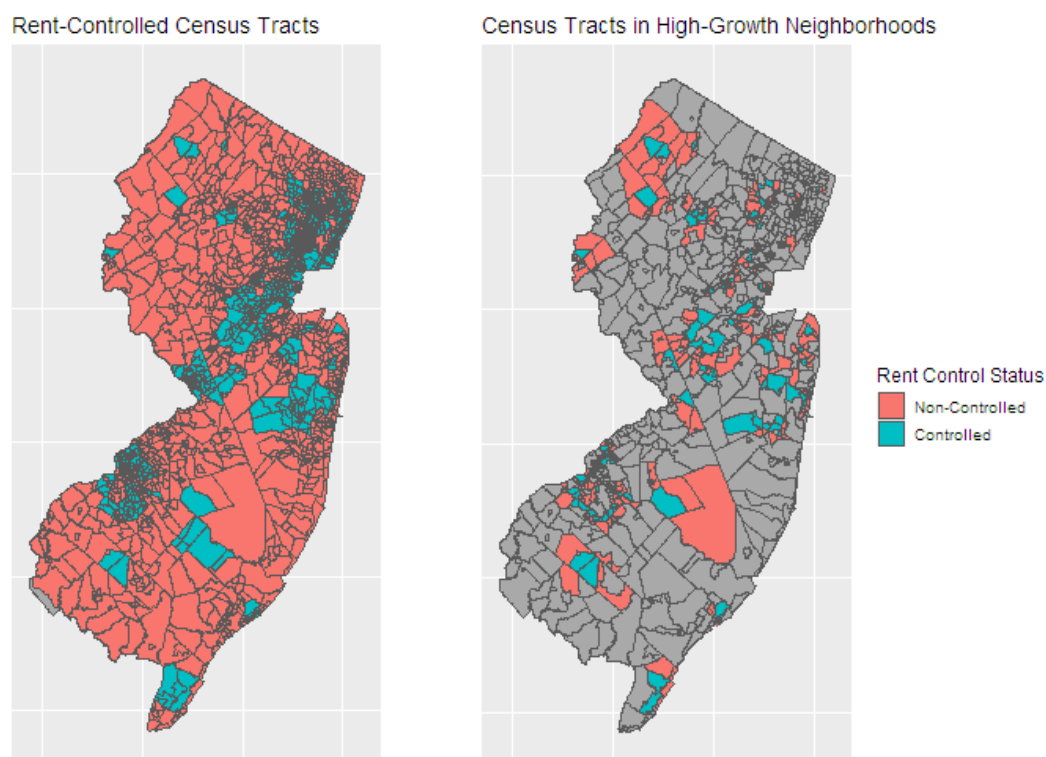 Rent-Controlled Census Tracts
Census Tracts in High-Growth Neighborhoods
Rent Control Status
Non-Controlled
Controlled